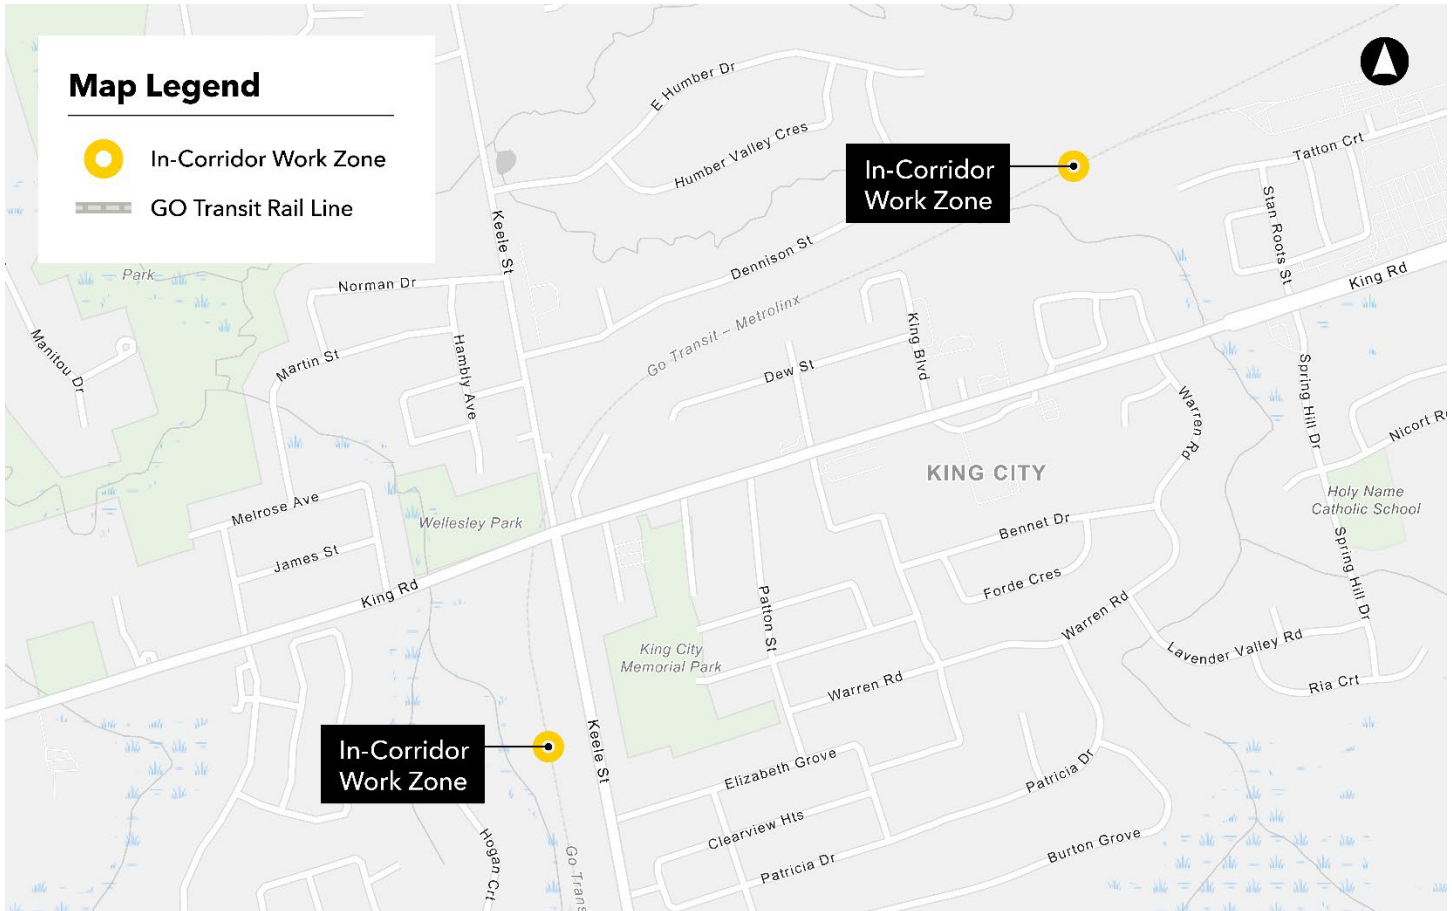 Map Legend
In-Corridor Work Zone
GO Transit Rail Line
E Humber Dr
Humber Valley Cres
In-Corridor
Work Zone
Tatton Crt
Stan Roots St
King Rd
Keele St
Dennison St
Park
Norman Dr
Manitou Dr
Martin St
Hambly Ave
Go Transit – Metrolinx
King Blvd
Dew St
Warren Rd
Spring Hill Dr
Nicort Rd
KING CITY
Holy Name
Catholic School
Melrose Ave
Wellesley Park
Bennet Dr
James St
King Rd
Forde Cres
Spring Hill Dr
Patton St
Warren Rd
King City
Memorial Park
Lavender Valley Rd
Warren Rd
Ria Crt
In-Corridor
Work Zone
Keele St
Elizabeth Grove
Patricia Dr
Clearview Hts
Hogan Crt
Go Trans
Patricia Dr
Burton Grove